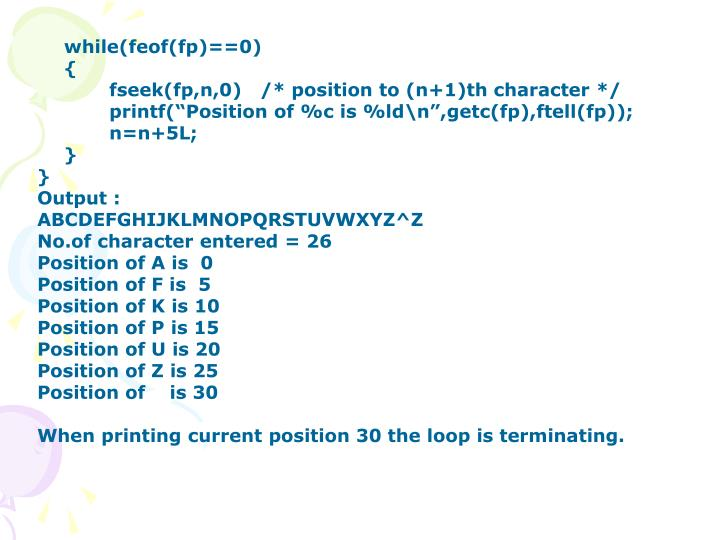 while(feof(fp)==0)
{
fseek(fp,n,0) /* position to (n+1)th character */
printf(“Position of %c is %ld\n”,getc(fp),ftell(fp));
n=n+5L;
}
}
Output :
ABCDEFGHIJKLMNOPQRSTUVWXYZ^Z
No.of character entered = 26
Position of A is 0
Position of F is 5
Position of K is 10
Position of P is 15
Position of U is 20
Position of Z is 25
Position of is 30
When printing current position 30 the loop is terminating.